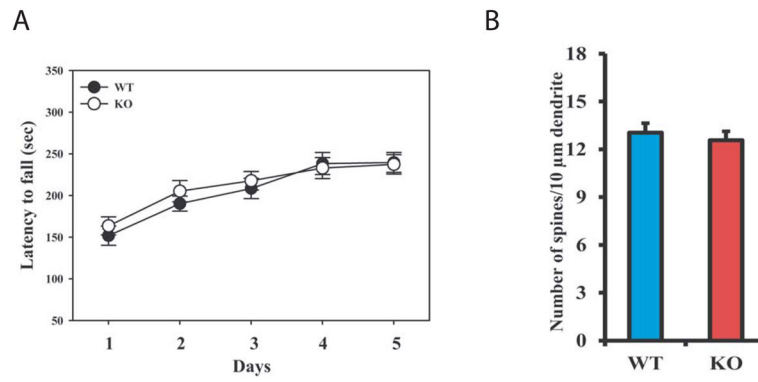 A
350
300
250
200
150
100
50
Latency to fall (sec)
WT
KO
1 2 3 4 5
Days
B
18
15
12
9
6
3
0
Number of spines/10 µm dendrite
WT KO